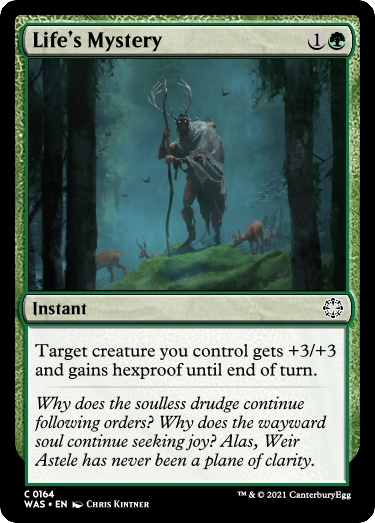 Life's Mystery 1
Instant
Target creature you control gets +3/+3
and gains hexproof until end of turn.
Why does the soulless drudge continue
following orders? Why does the wayward
soul continue seeking joy? Alas, Weir
Astele has never been a plane of clarity.
C 0164
WAS • EN Chris Kintner
™ & © 2021 CanterburyEgg